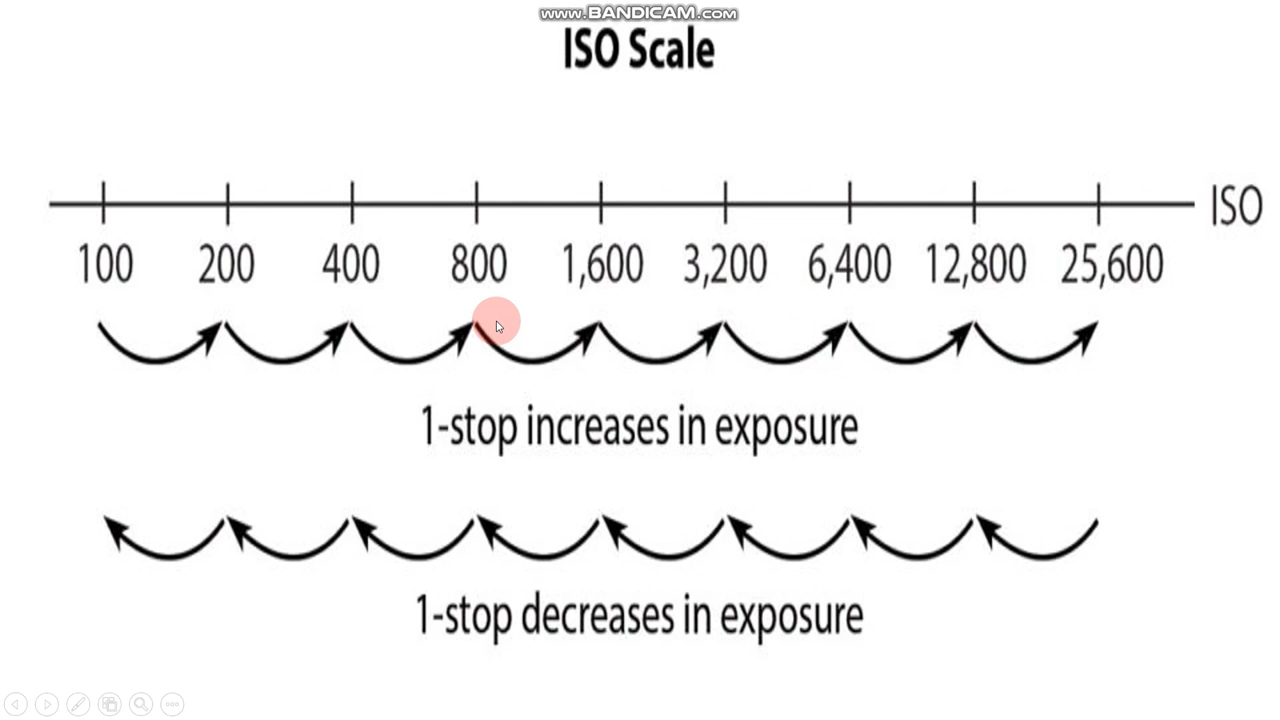 www.BANDICAM.com
ISO Scale
ISO
100 200 400 800 1,600 3,200 6,400 12,800 25,600
1-stop increases in exposure
1-stop decreases in exposure